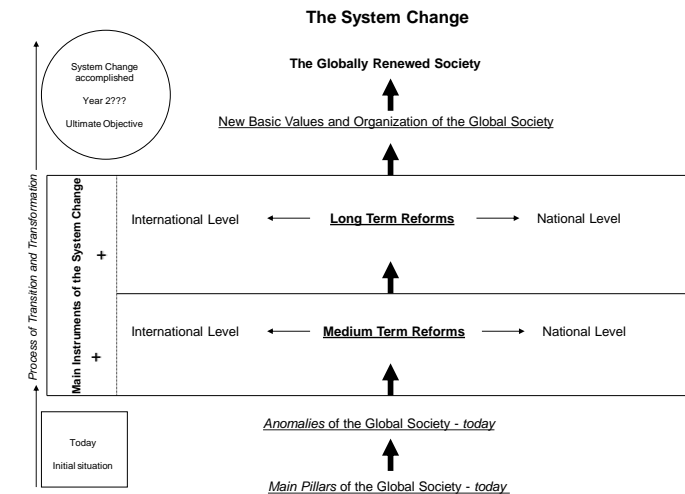 The System Change
System Change
accomplished
Year 2???
Ultimate Objective
The Globally Renewed Society
New Basic Values and Organization of the Global Society
Process of Transition and Transformation
Main Instruments of the System Change
+
+
International Level
Long Term Reforms
National Level
International Level
Medium Term Reforms
National Level
Today
Initial situation
Anomalies of the Global Society - today
Main Pillars of the Global Society - today